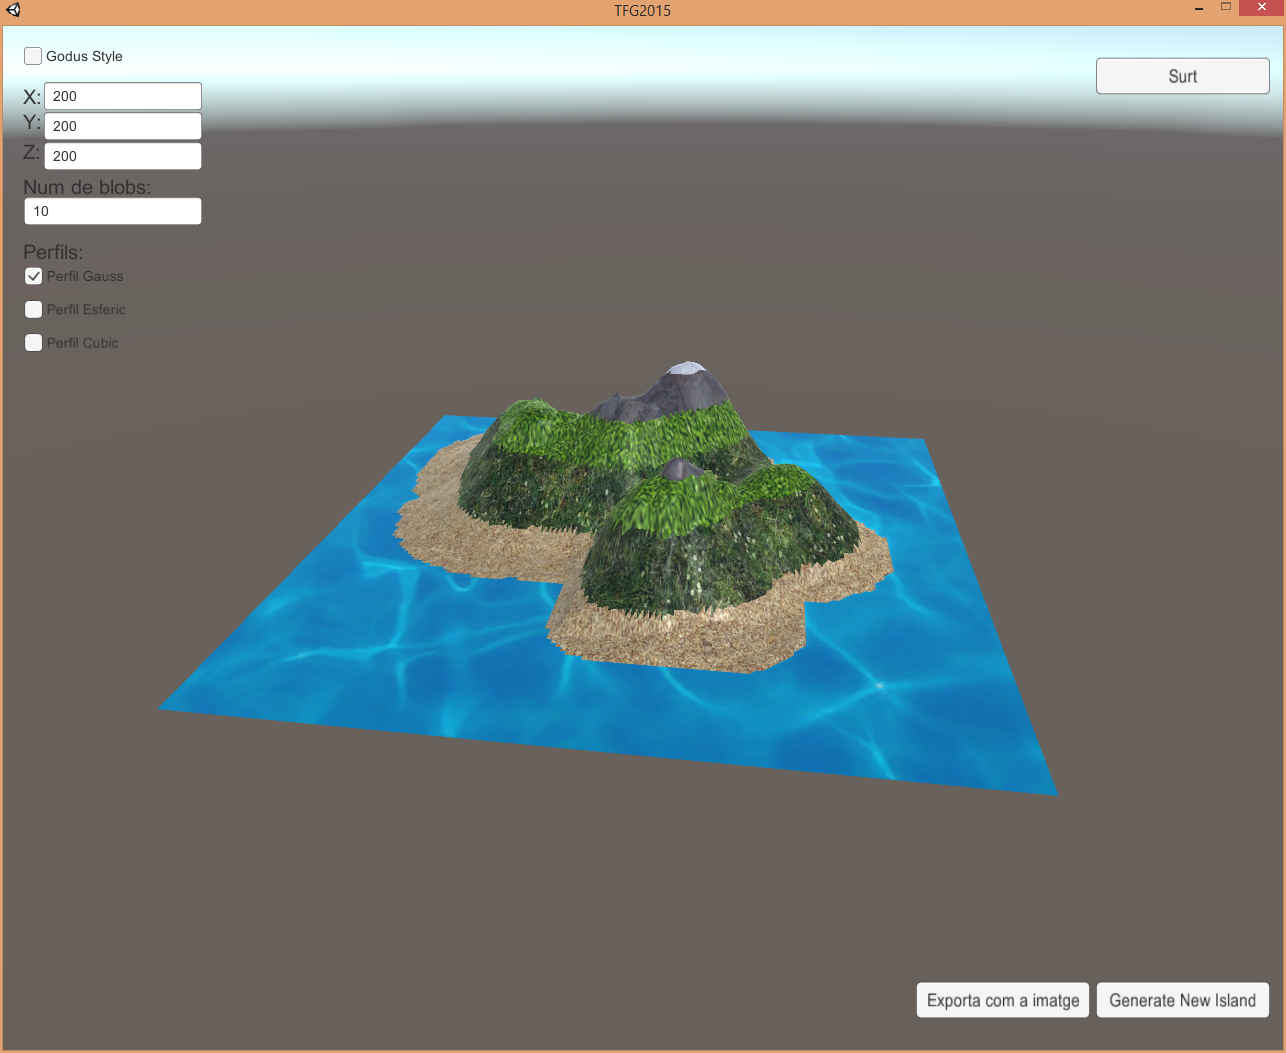 TFG2015
Godus Style
Surt
X: 200
Y: 200
Z: 200
Num de blobs:
10
Perfils:
Perfil Gauss
Perfil Esferic
Perfil Cubic
Exporta com a imatge
Generate New Island